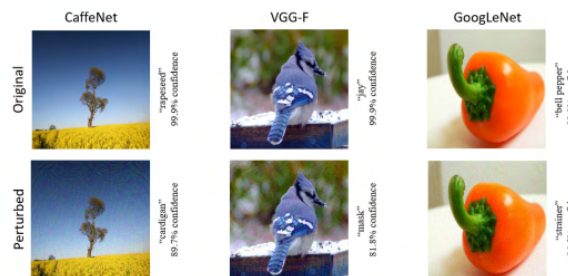 CaffeNet
VGG-F
GoogLeNet
Original
"rapeseed"
99.9% confidence
"jay"
99.9% confidence
"bell pepper"
Perturbed
"cardigan"
89.7% confidence
"mask"
81.8% confidence
"strainer"